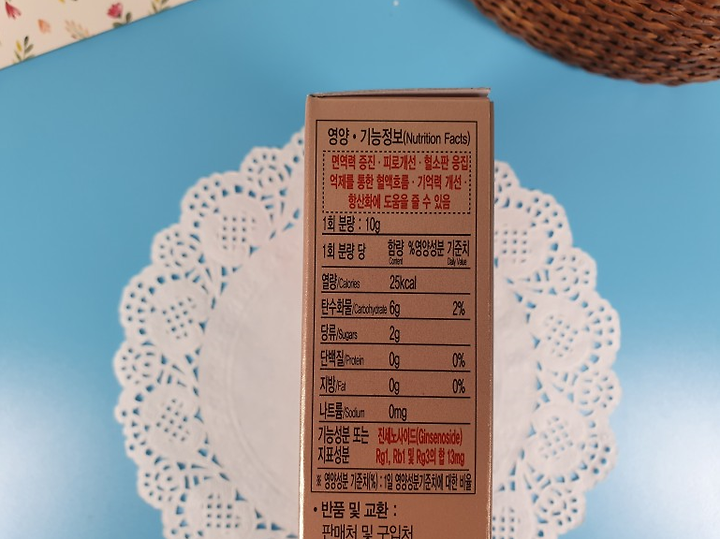 영양 • 기능정보(Nutrition Facts)
면역력 증진 · 피로개선 · 혈소판 응집
억제를 통한 혈액흐름 · 기억력 개선 ·
항산화에 도움을 줄 수 있음
1회 분량 : 10g
1회 분량 당 함량 Content %영양성분 기준치 Daily Value
열량/Calories 25kcal
탄수화물/Carbohydrate 6g 2%
당류/Sugars 2g
단백질/Protein 0g 0%
지방/Fat 0g 0%
나트륨/Sodium 0mg
기능성분 또는 진세노사이드(Ginsenoside)
지표성분 Rg1, Rb1 및 Rg3의 합 13mg
※ 영양성분 기준치(%) : 1일 영양성분기준치에 대한 비율
• 반품 및 교환 :
판매처 및 구입처